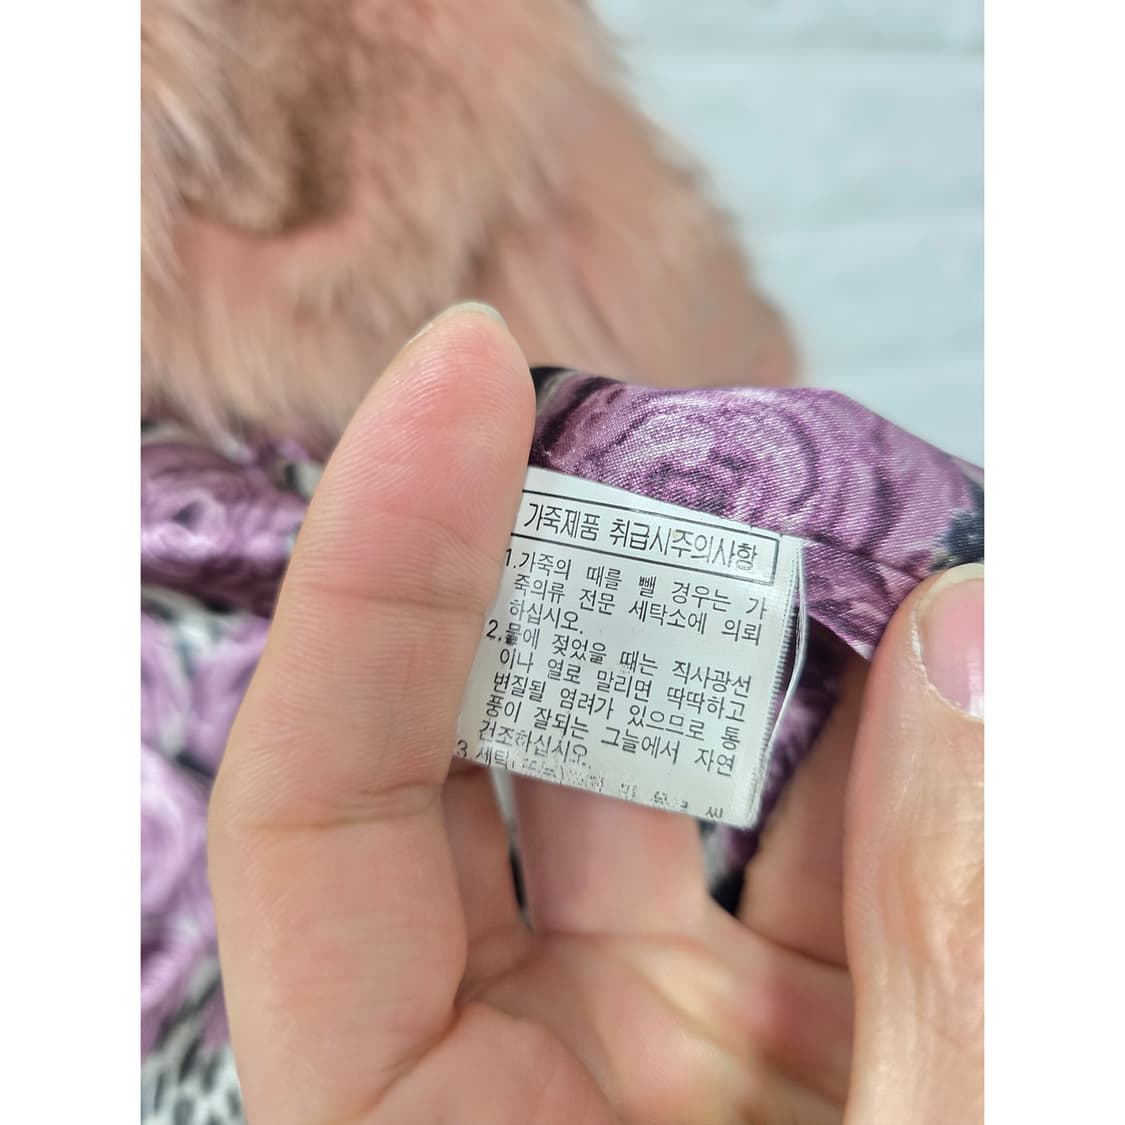 가죽제품 취급시주의사항
1.가죽의 때를 뺄 경우는 가
죽의류 전문 세탁소에 의뢰
하십시오.
2.물에 젖었을 때는 직사광선
이나 열로 말리면 딱딱하고
변질될 염려가 있으므로 통
풍이 잘되는 그늘에서 자연
건조하십시오.
3.세탁